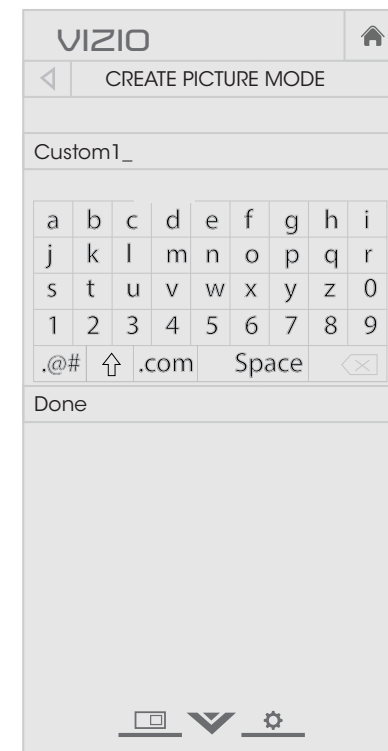 VIZIO
CREATE PICTURE MODE
Custom1_
a b c d e f g h i
j k l m n o p q r
s t u v w x y z 0
1 2 3 4 5 6 7 8 9
.@# .com Space
Done